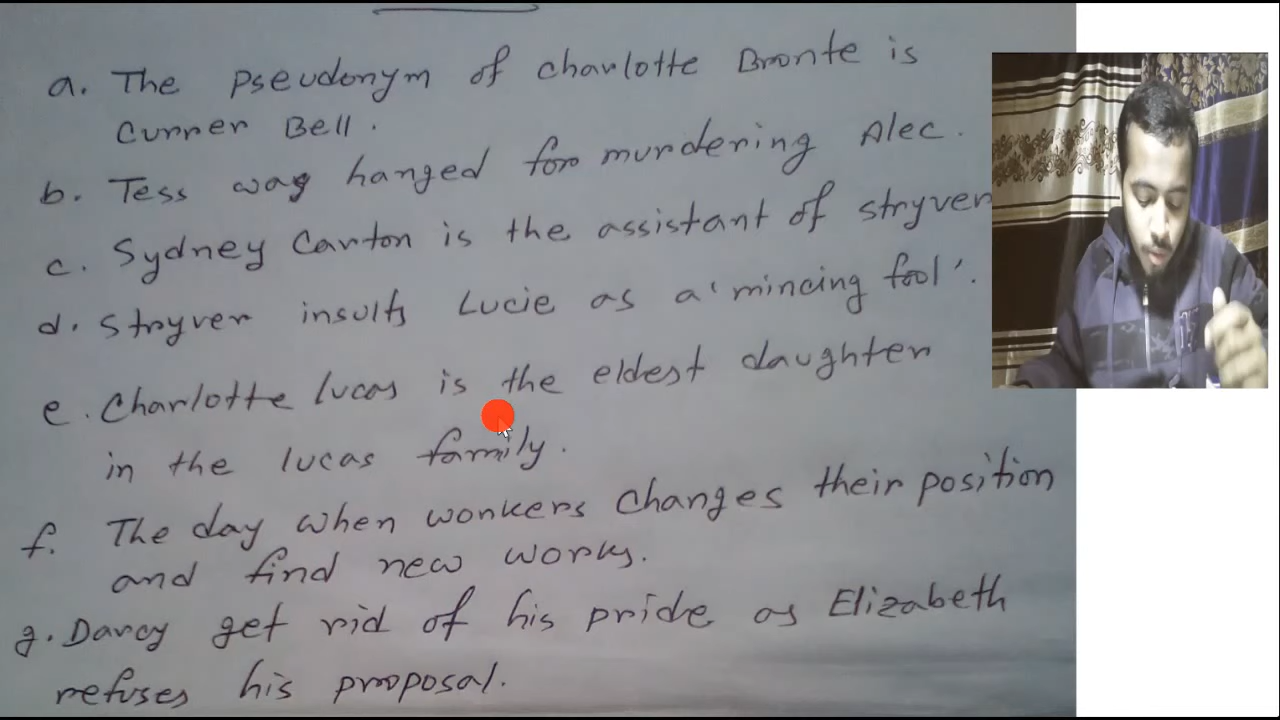 a. The pseudonym of charlotte Bronte is
Currer Bell.
b. Tess was hanged for murdering Alec.
c. Sydney Carton is the assistant of stryver
d. stryver insults Lucie as a 'mincing fool'.
e. Charlotte lucas is the eldest daughter
in the lucas family.
f. The day when workers changes their position
and find new works.
g. Darcy get rid of his pride as Elizabeth
refuses his proposal.